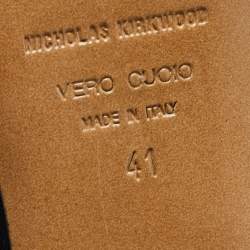 NICHOLAS KIRKWOOD
VERO CUOIO
MADE IN ITALY
41